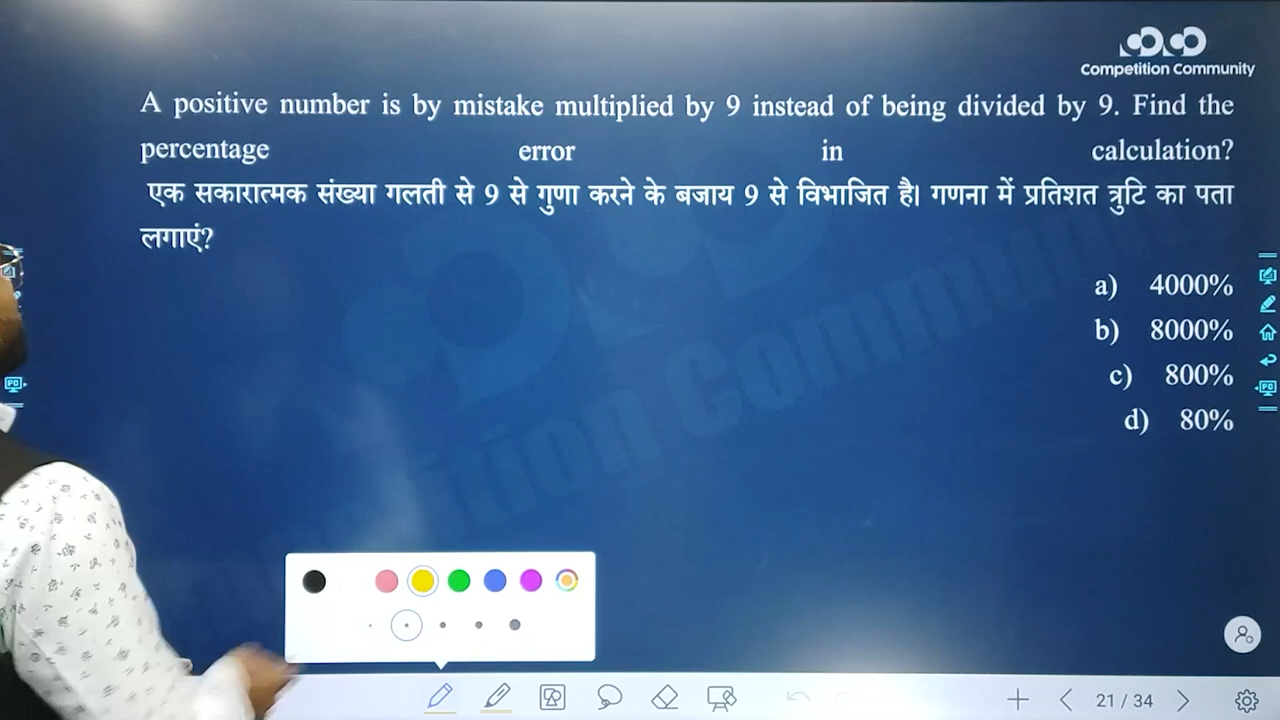 Competition Community
A positive number is by mistake multiplied by 9 instead of being divided by 9. Find the
percentage error in calculation?
एक सकारात्मक संख्या गलती से 9 से गुणा करने के बजाय 9 से विभाजित है। गणना में प्रतिशत त्रुटि का पता
लगाएं?
a) 4000%
b) 8000%
c) 800%
d) 80%
PC
PC
21 / 34